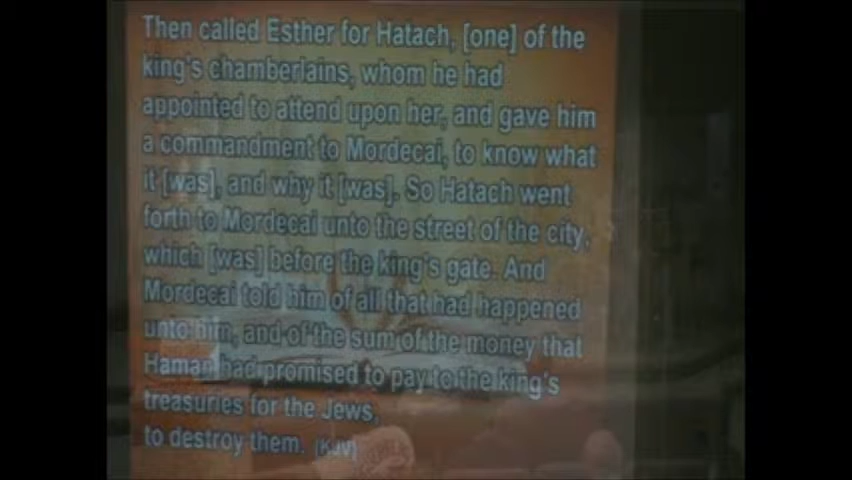 Then called Esther for Hatach, [one] of the
king's chamberlains, whom he had
appointed to attend upon her, and gave him
a commandment to Mordecai, to know what
it [was], and why it [was]. So Hatach went
forth to Mordecai unto the street of the city,
which [was] before the king's gate. And
Mordecai told him of all that had happened
unto him, and of the sum of the money that
Haman had promised to pay to the king's
treasuries for the Jews,
to destroy them. (KJV)